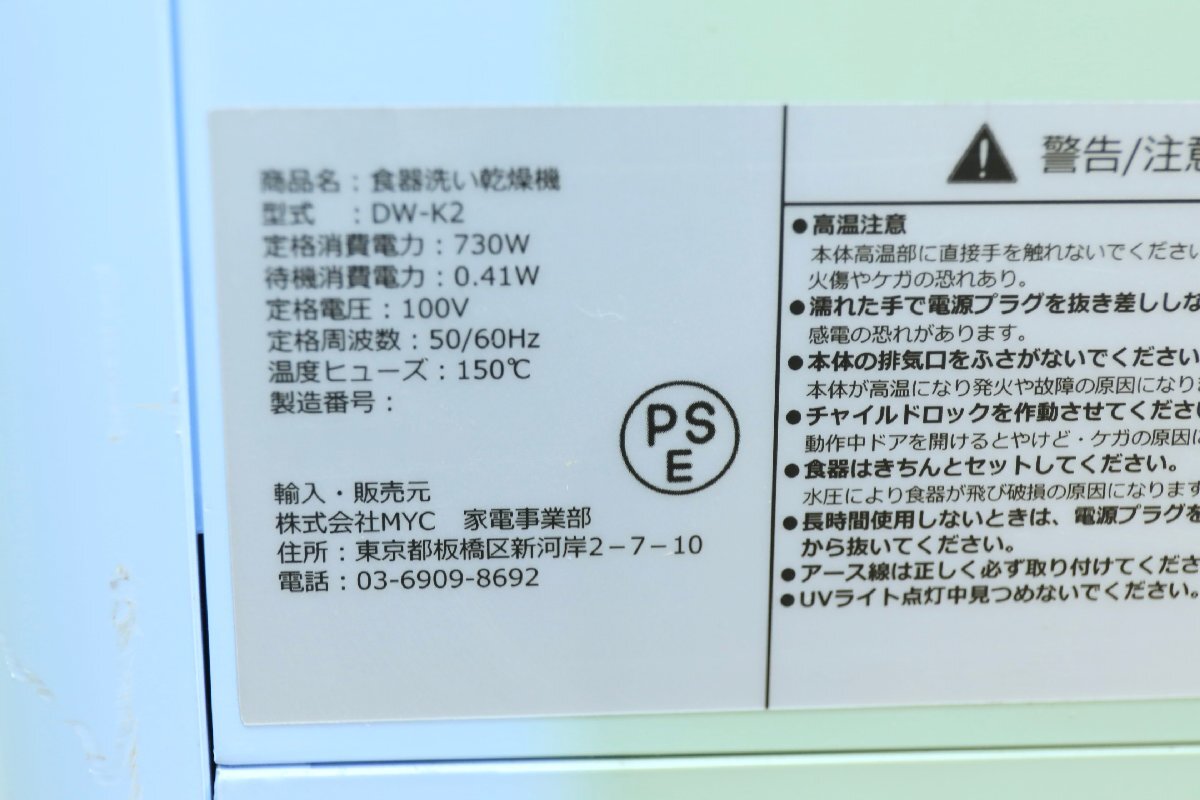 商品名：食器洗い乾燥機
型式　：DW-K2
定格消費電力：730W
待機消費電力：0.41W
定格電圧：100V
定格周波数：50/60Hz
温度ヒューズ：150℃
製造番号：
PS
E
輸入・販売元
株式会社MYC　家電事業部
住所：東京都板橋区新河岸2－7－10
電話：03-6909-8692
警告/注意
●高温注意
本体高温部に直接手を触れないでください
火傷やケガの恐れあり。
●濡れた手で電源プラグを抜き差ししな
感電の恐れがあります。
●本体の排気口をふさがないでください
本体が高温になり発火や故障の原因になりま
●チャイルドロックを作動させてくださ
動作中ドアを開けるとやけど・ケガの原因に
●食器はきちんとセットしてください。
水圧により食器が飛び破損の原因になります
●長時間使用しないときは、電源プラグを
から抜いてください。
●アース線は正しく必ず取り付けてくださ
●UVライト点灯中見つめないでください。